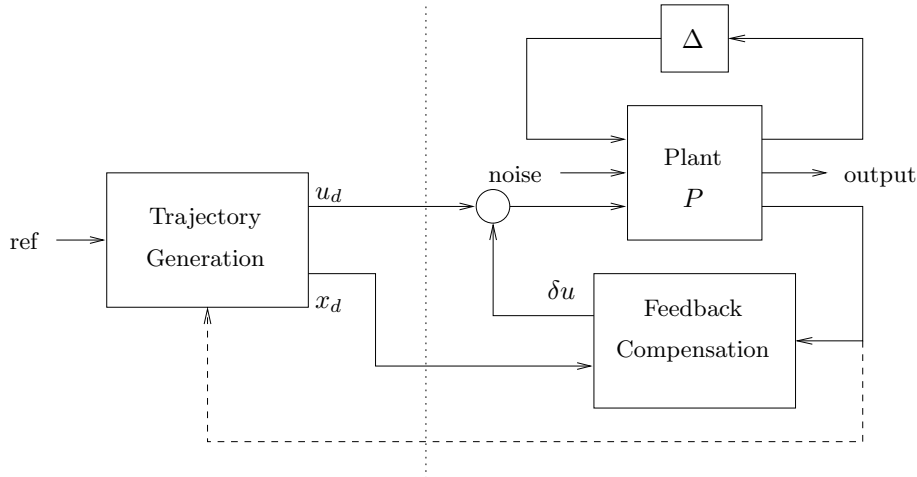 Δ
Plant
P
noise
output
u_d
Trajectory
Generation
ref
x_d
δu
Feedback
Compensation